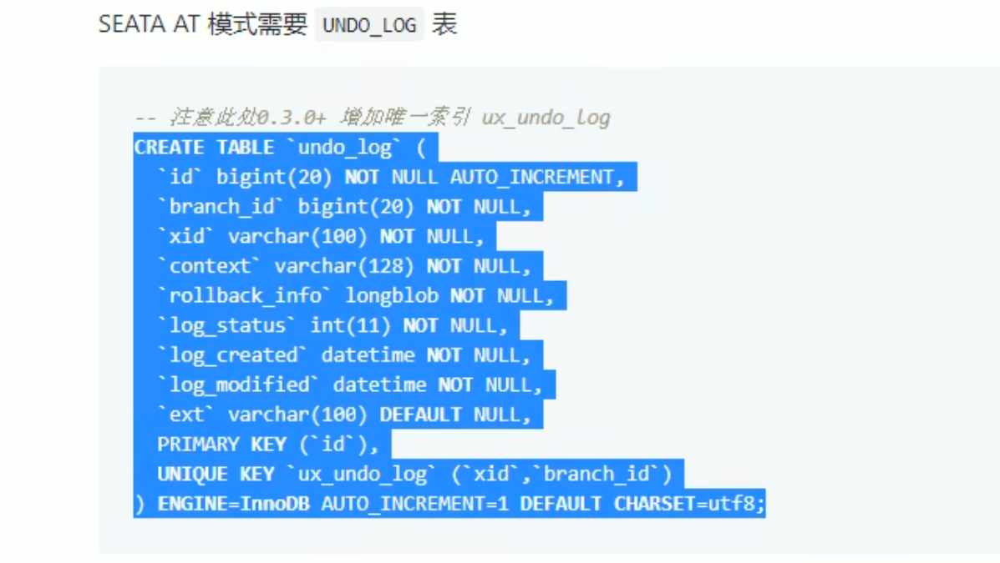 SEATA AT 模式需要 UNDO_LOG 表
-- 注意此处0.3.0+ 增加唯一索引 ux_undo_log
CREATE TABLE `undo_log` (
`id` bigint(20) NOT NULL AUTO_INCREMENT,
`branch_id` bigint(20) NOT NULL,
`xid` varchar(100) NOT NULL,
`context` varchar(128) NOT NULL,
`rollback_info` longblob NOT NULL,
`log_status` int(11) NOT NULL,
`log_created` datetime NOT NULL,
`log_modified` datetime NOT NULL,
`ext` varchar(100) DEFAULT NULL,
PRIMARY KEY (`id`),
UNIQUE KEY `ux_undo_log` (`xid`,`branch_id`)
) ENGINE=InnoDB AUTO_INCREMENT=1 DEFAULT CHARSET=utf8;